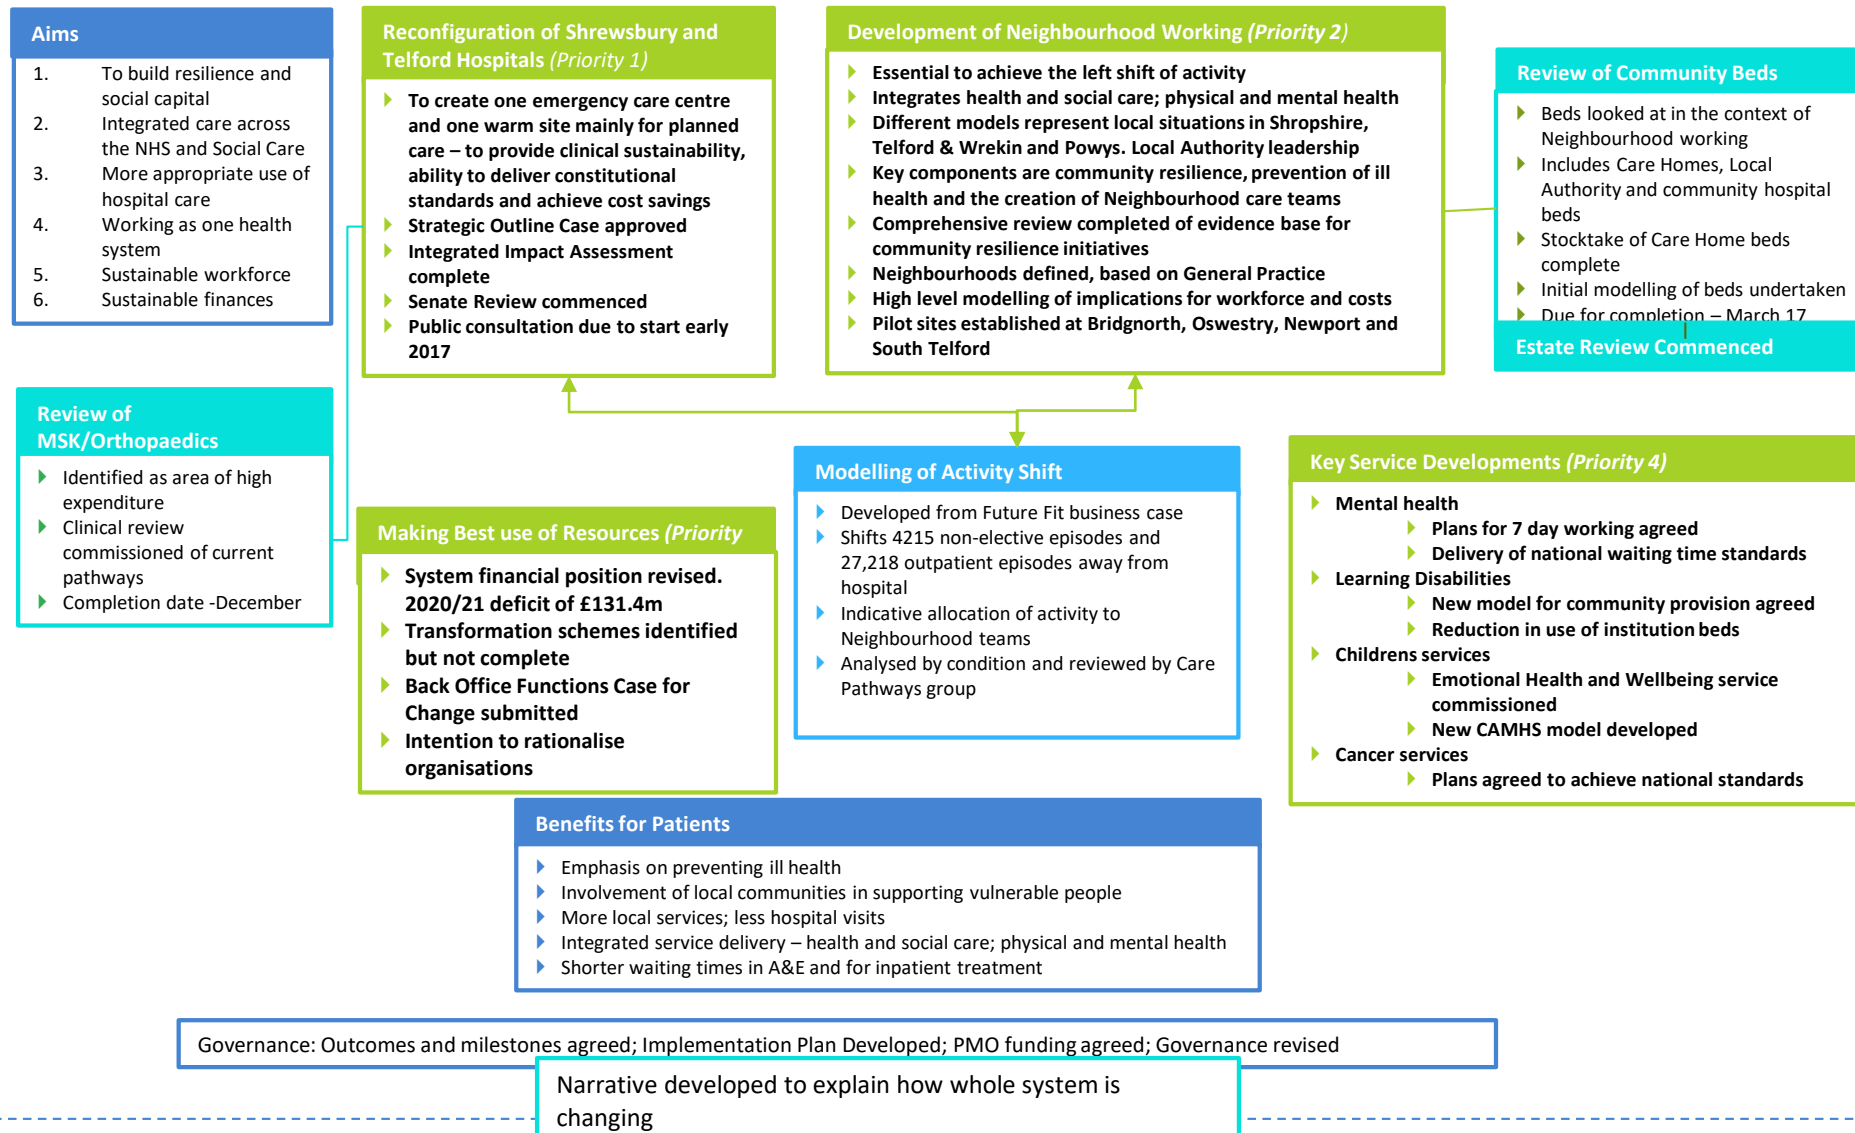 Aims
1. To build resilience and
social capital
2. Integrated care across
the NHS and Social Care
3. More appropriate use of
hospital care
4. Working as one health
system
5. Sustainable workforce
6. Sustainable finances
Reconfiguration of Shrewsbury and
Telford Hospitals (Priority 1)
To create one emergency care centre
and one warm site mainly for planned
care – to provide clinical sustainability,
ability to deliver constitutional
standards and achieve cost savings
Strategic Outline Case approved
Integrated Impact Assessment
complete
Senate Review commenced
Public consultation due to start early
2017
Development of Neighbourhood Working (Priority 2)
Essential to achieve the left shift of activity
Integrates health and social care; physical and mental health
Different models represent local situations in Shropshire,
Telford & Wrekin and Powys. Local Authority leadership
Key components are community resilience, prevention of ill
health and the creation of Neighbourhood care teams
Comprehensive review completed of evidence base for
community resilience initiatives
Neighbourhoods defined, based on General Practice
High level modelling of implications for workforce and costs
Pilot sites established at Bridgnorth, Oswestry, Newport and
South Telford
Review of Community Beds
Beds looked at in the context of
Neighbourhood working
Includes Care Homes, Local
Authority and community hospital
beds
Stocktake of Care Home beds
complete
Initial modelling of beds undertaken
Due for completion – March 17
Estate Review Commenced
Review of
MSK/Orthopaedics
Identified as area of high
expenditure
Clinical review
commissioned of current
pathways
Completion date -December
Making Best use of Resources (Priority
System financial position revised.
2020/21 deficit of £131.4m
Transformation schemes identified
but not complete
Back Office Functions Case for
Change submitted
Intention to rationalise
organisations
Modelling of Activity Shift
Developed from Future Fit business case
Shifts 4215 non-elective episodes and
27,218 outpatient episodes away from
hospital
Indicative allocation of activity to
Neighbourhood teams
Analysed by condition and reviewed by Care
Pathways group
Key Service Developments (Priority 4)
Mental health
Plans for 7 day working agreed
Delivery of national waiting time standards
Learning Disabilities
New model for community provision agreed
Reduction in use of institution beds
Childrens services
Emotional Health and Wellbeing service
commissioned
New CAMHS model developed
Cancer services
Plans agreed to achieve national standards
Benefits for Patients
Emphasis on preventing ill health
Involvement of local communities in supporting vulnerable people
More local services; less hospital visits
Integrated service delivery – health and social care; physical and mental health
Shorter waiting times in A&E and for inpatient treatment
Governance: Outcomes and milestones agreed; Implementation Plan Developed; PMO funding agreed; Governance revised
Narrative developed to explain how whole system is
changing